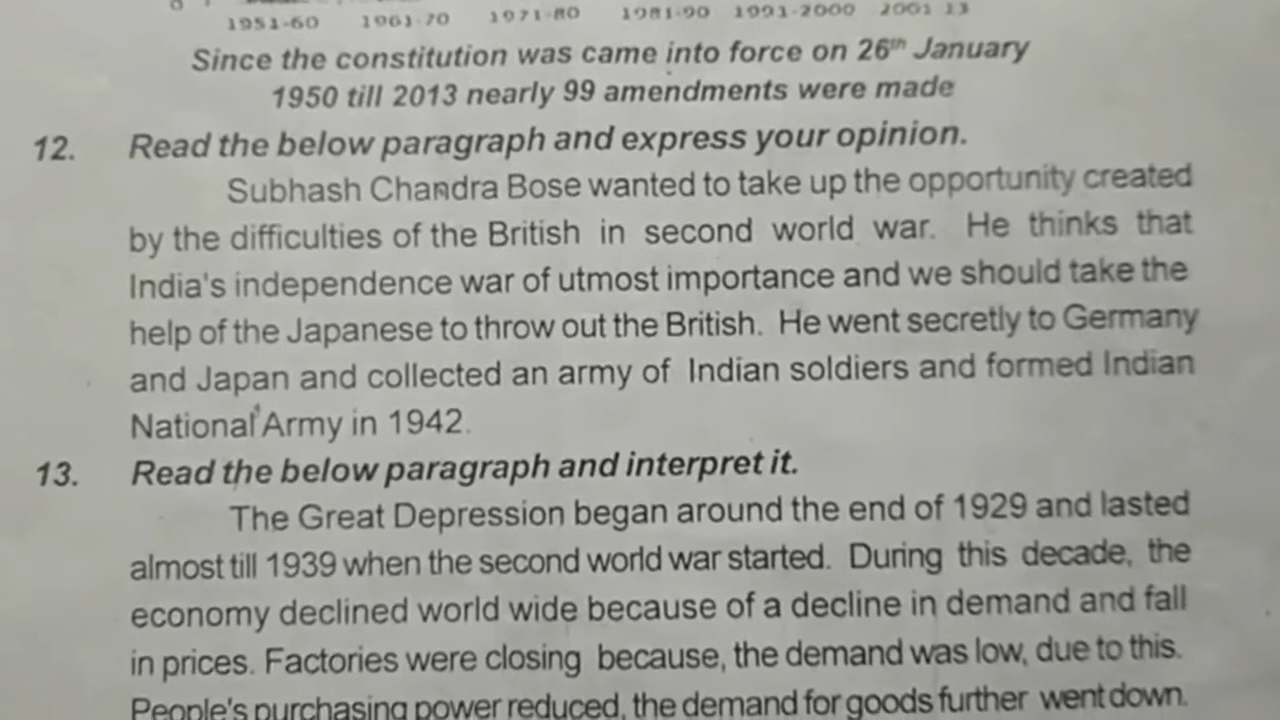 1951-60 1961-70 1971-80 1981-90 1991-2000 2001-13
Since the constitution was came into force on 26th January
1950 till 2013 nearly 99 amendments were made
12. Read the below paragraph and express your opinion.
Subhash Chandra Bose wanted to take up the opportunity created
by the difficulties of the British in second world war. He thinks that
India's independence war of utmost importance and we should take the
help of the Japanese to throw out the British. He went secretly to Germany
and Japan and collected an army of Indian soldiers and formed Indian
National Army in 1942.
13. Read the below paragraph and interpret it.
The Great Depression began around the end of 1929 and lasted
almost till 1939 when the second world war started. During this decade, the
economy declined world wide because of a decline in demand and fall
in prices. Factories were closing because, the demand was low, due to this.
People's purchasing power reduced, the demand for goods further went down.